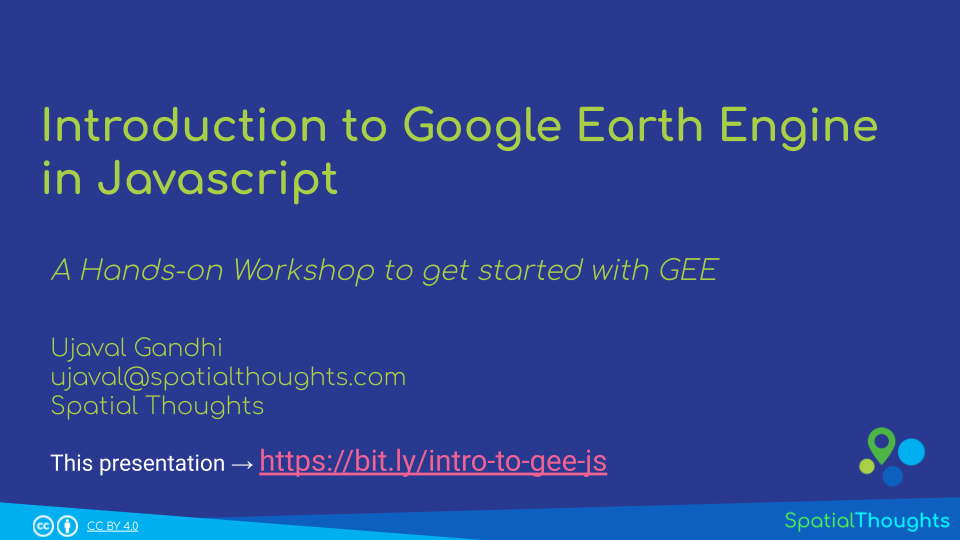 Introduction to Google Earth Engine
in Javascript
A Hands-on Workshop to get started with GEE
Ujaval Gandhi
ujaval@spatialthoughts.com
Spatial Thoughts
This presentation → https://bit.ly/intro-to-gee-js
cc CC BY 4.0
SpatialThoughts